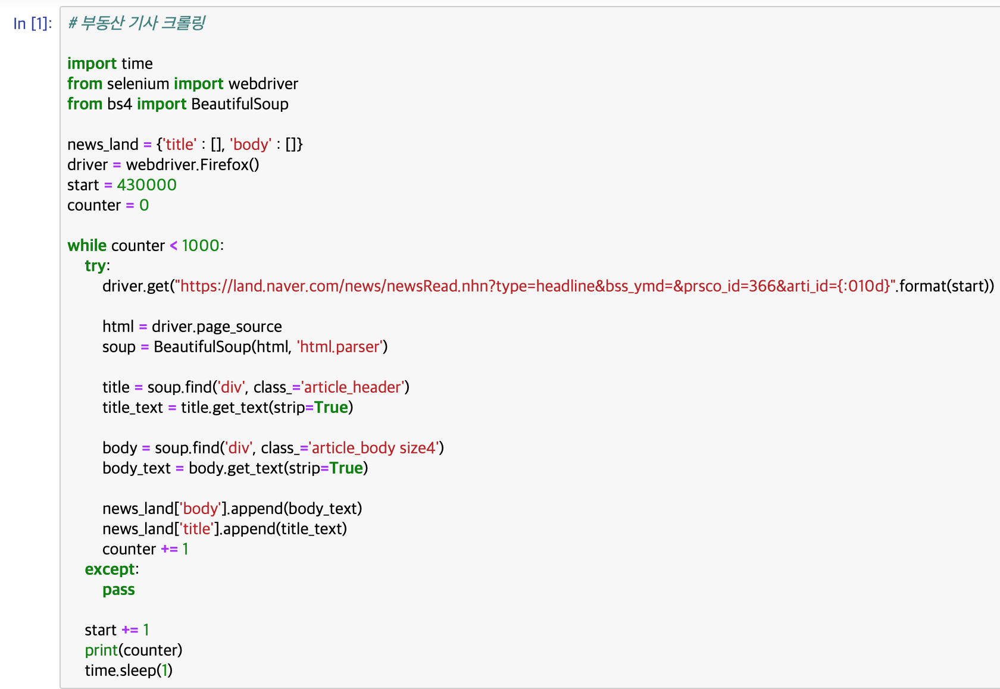 In [1]:
# 부동산 기사 크롤링
import time
from selenium import webdriver
from bs4 import BeautifulSoup
news_land = {'title' : [], 'body' : []}
driver = webdriver.Firefox()
start = 430000
counter = 0
while counter < 1000:
try:
driver.get("https://land.naver.com/news/newsRead.nhn?type=headline&bss_ymd=&prsco_id=366&arti_id={:010d}".format(start))
html = driver.page_source
soup = BeautifulSoup(html, 'html.parser')
title = soup.find('div', class_='article_header')
title_text = title.get_text(strip=True)
body = soup.find('div', class_='article_body size4')
body_text = body.get_text(strip=True)
news_land['body'].append(body_text)
news_land['title'].append(title_text)
counter += 1
except:
pass
start += 1
print(counter)
time.sleep(1)